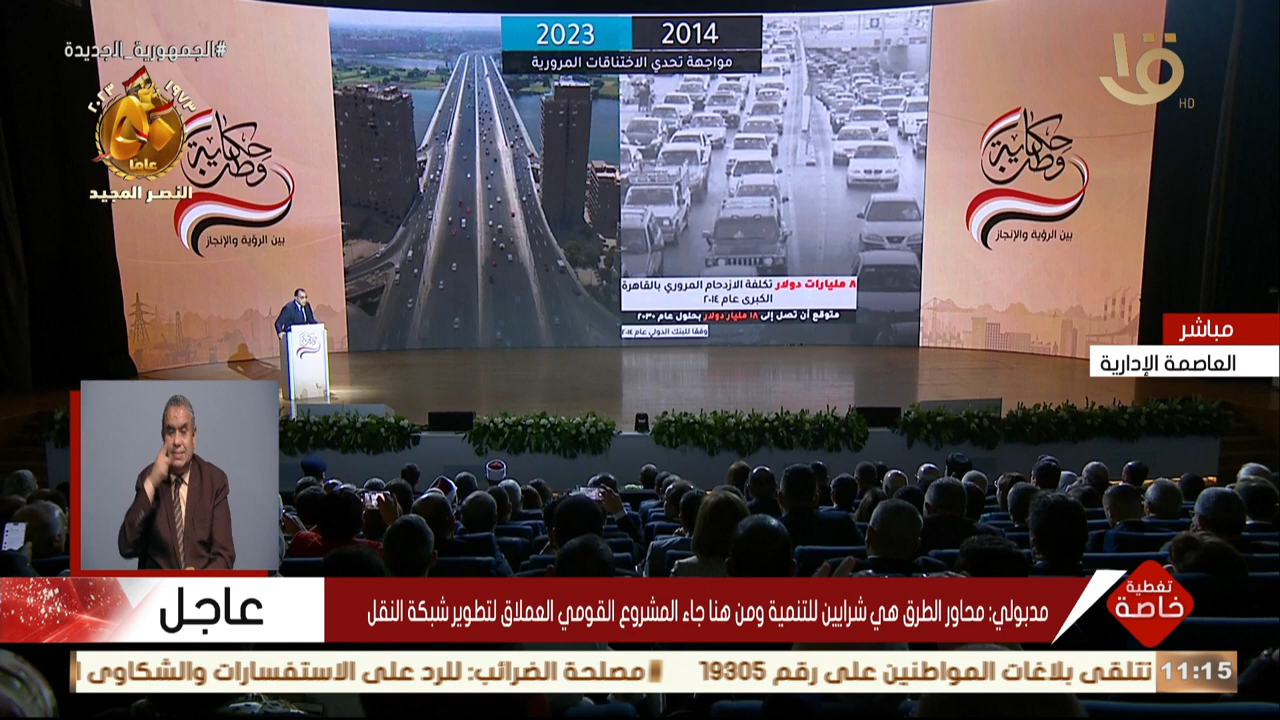 #الجمهورية_الجديدة
١٩٧٣
٢٠٢٣
٥٠
عاما
النصر المجيد
حكاية
وطن
بين الرؤية والإنجاز
2014
2023
مواجهة تحدي الاختناقات المرورية
٨ مليارات دولار تكلفة الازدحام المروري بالقاهرة
الكبرى عام ٢٠١٤
متوقع أن تصل إلى ١٨ مليار دولار بحلول عام ٢٠٣٠
وفقا للبنك الدولي عام ٢٠١٤
حكاية
وطن
بين الرؤية والإنجاز
HD
مباشر
العاصمة الإدارية
تغطية
خاصة
مدبولي: محاور الطرق هي شرايين للتنمية ومن هنا جاء المشروع القومي العملاق لتطوير شبكة النقل
عاجل
11:15
تتلقى بلاغات المواطنين على رقم 19305 مصلحة الضرائب: للرد على الاستفسارات والشكاوى